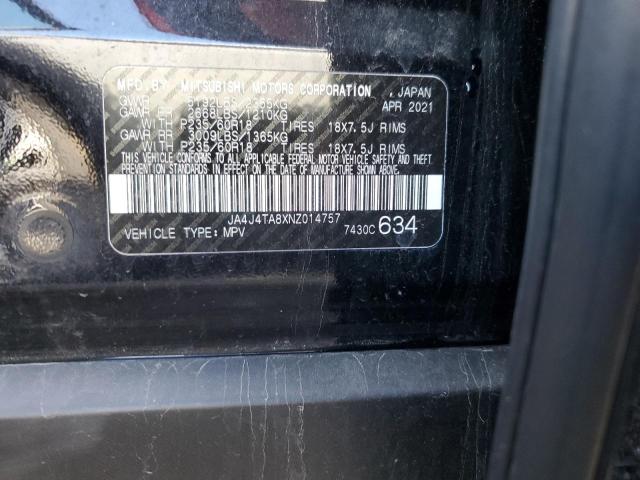 MFD.BY MITSUBISHI MOTORS CORPORATION , JAPAN
GVWR 5192LBS/2355KG APR 2021
GAWR, FR 2668LBS/1210KG
WITH P235/60R18 TIRES 18X7.5J RIMS
GAWR, RR 3009LBS/1365KG
WITH P235/60R18 TIRES 18X7.5J RIMS
THIS VEHICLE CONFORMS TO ALL APPLICABLE FEDERAL MOTOR VEHICLE SAFETY, AND THEFT
PREVENTION STANDARDS IN EFFECT ON THE DATE OF MANUFACTURE SHOWN ABOVE.
JA4J4TA8XNZ014757
VEHICLE TYPE: MPV 7430C 634